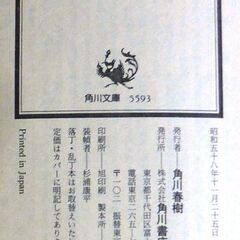 角川文庫 5593
昭和五十八年十一月二十五日
発行者 角川春樹
発行所 株式会社 角川書店
東京都千代田区富
電話東京二六五
〒一〇二 振替東
印刷所 旭印刷 製本所
装幀者 杉浦康平
落丁・乱丁本はお取替えいた
定価はカバーに明記してあり
Printed in Japan